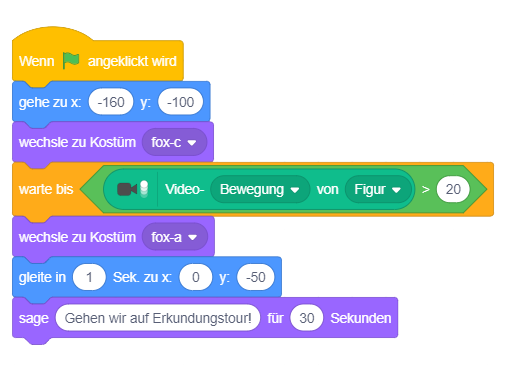 Wenn angeklickt wird
gehe zu x: -160 y: -100
wechsle zu Kostüm fox-c
warte bis Video- Bewegung von Figur > 20
wechsle zu Kostüm fox-a
gleite in 1 Sek. zu x: 0 y: -50
sage Gehen wir auf Erkundungstour! für 30 Sekunden